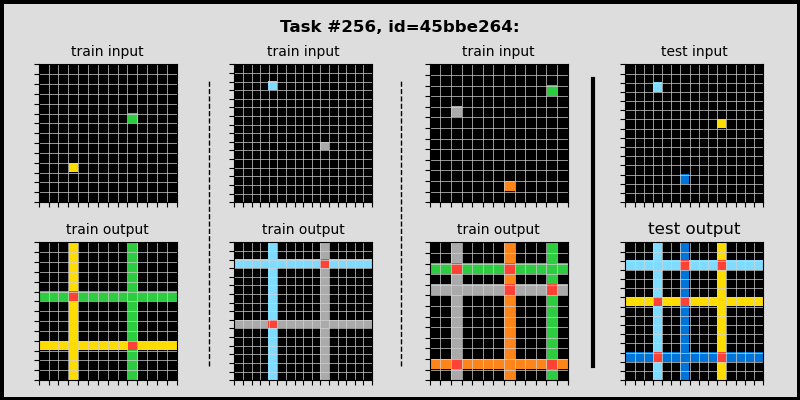 Task #256, id=45bbe264:
train input train input train input test input
train output train output train output test output